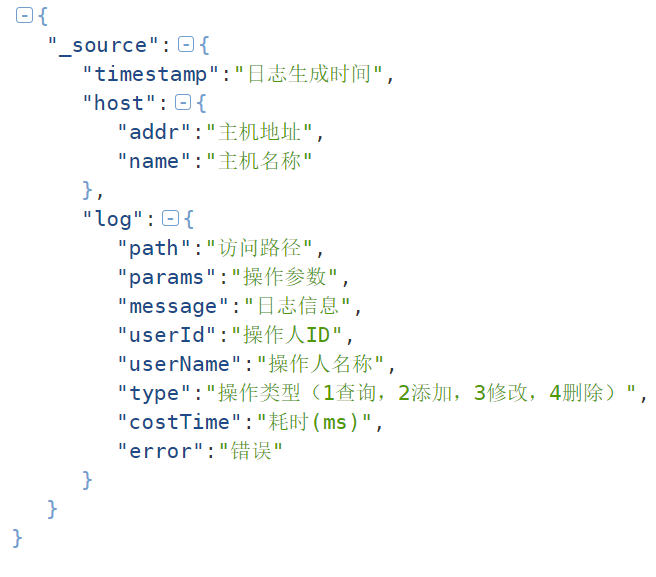 {
"_source":{
"timestamp":"日志生成时间",
"host":{
"addr":"主机地址",
"name":"主机名称"
},
"log":{
"path":"访问路径",
"params":"操作参数",
"message":"日志信息",
"userId":"操作人ID",
"userName":"操作人名称",
"type":"操作类型（1查询，2添加，3修改，4删除）",
"costTime":"耗时(ms)",
"error":"错误"
}
}
}